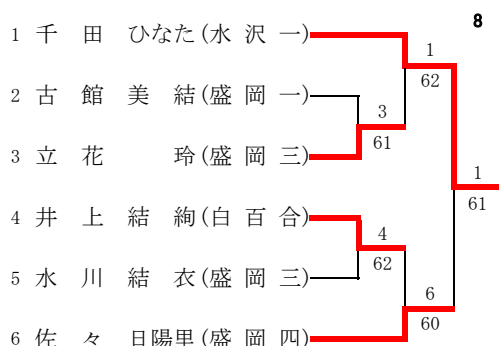 8
1 千 田 ひなた(水 沢 一)
1
62
2 古 館 美 結(盛 岡 一)
3
61
3 立 花 玲(盛 岡 三)
1
61
4 井 上 結 絢(白 百 合)
4
62
5 水 川 結 衣(盛 岡 三)
6
60
6 佐 々 日陽里(盛 岡 四)